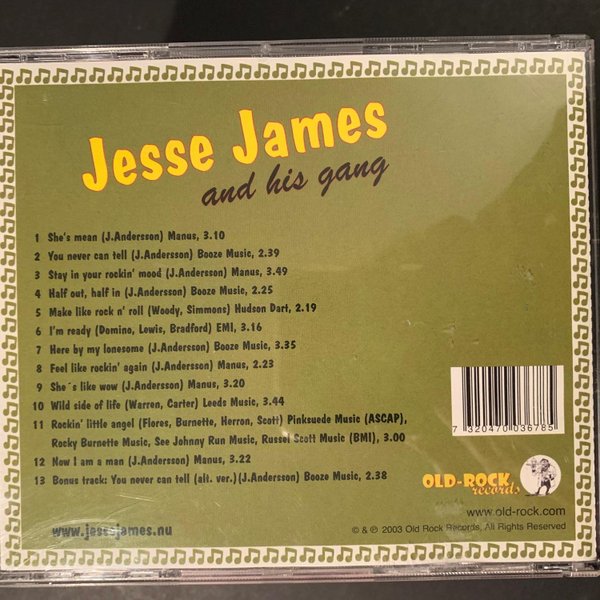 Jesse James
and his gang
1 She's mean (J.Andersson) Manus, 3.10
2 You never can tell (J.Andersson) Booze Music, 2.39
3 Stay in your rockin' mood (J.Andersson) Manus, 3.49
4 Half out, half in (J.Andersson) Booze Music, 2.25
5 Make like rock n' roll (Woody, Simmons) Hudson Dart, 2.19
6 I'm ready (Domino, Lewis, Bradford) EMI, 3.16
7 Here by my lonesome (J.Andersson) Booze Music, 3.35
8 Feel like rockin' again (J.Andersson) Manus, 2.23
9 She´s like wow (J.Andersson) Manus, 3.20
10 Wild side of life (Warren, Carter) Leeds Music, 3.44
11 Rockin' little angel (Flores, Burnette, Herron, Scott) Pinksuede Music (ASCAP),
Rocky Burnette Music, See Johnny Run Music, Russel Scott Music (BMI), 3.00
12 Now I am a man (J.Andersson) Manus, 3.22
13 Bonus track: You never can tell (alt. ver.)(J.Andersson) Booze Music, 2.38
7 320470 036785
OLD-ROCK
records
www.old-rock.com
www.jessejames.nu
© & ℗ 2003 Old Rock Records, All Rights Reserved